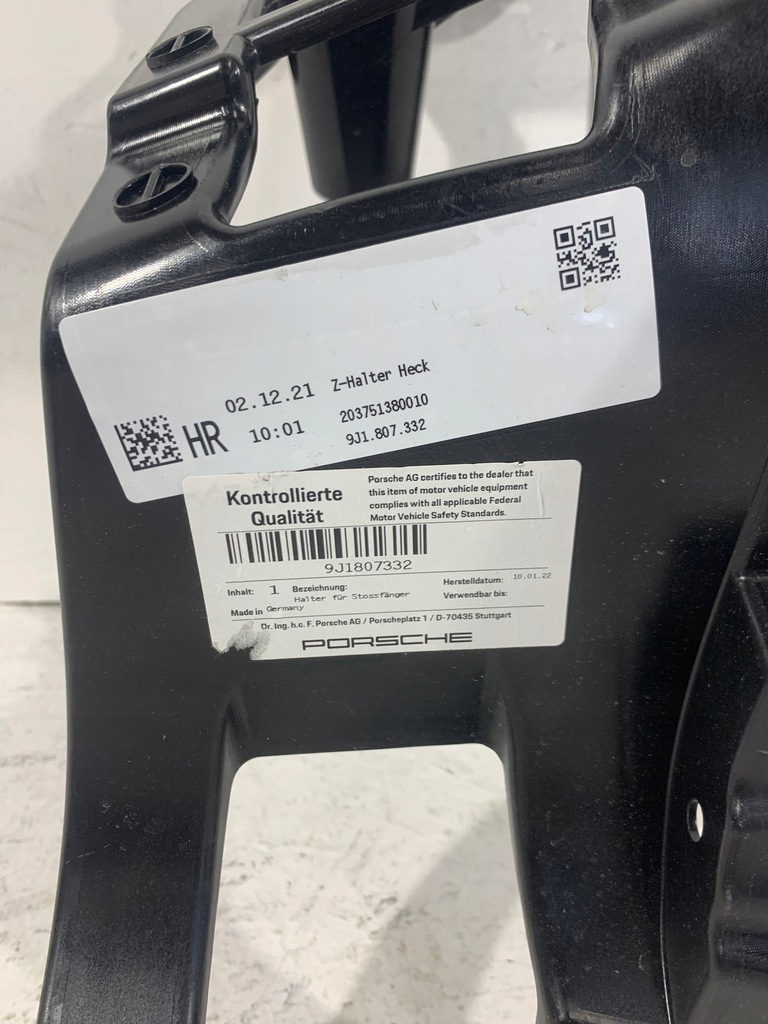 02.12.21 Z-Halter Heck
HR 10:01 203751380010
9J1.807.332
Kontrollierte
Qualität
Porsche AG certifies to the dealer that
this item of motor vehicle equipment
complies with all applicable Federal
Motor Vehicle Safety Standards.
9J1807332
Inhalt: 1 Bezeichnung: Herstelldatum: 10.01.22
Halter für Stossfänger Verwendbar bis:
Made in Germany
Dr. Ing. h.c. F. Porsche AG / Porscheplatz 1 / D-70435 Stuttgart
PORSCHE